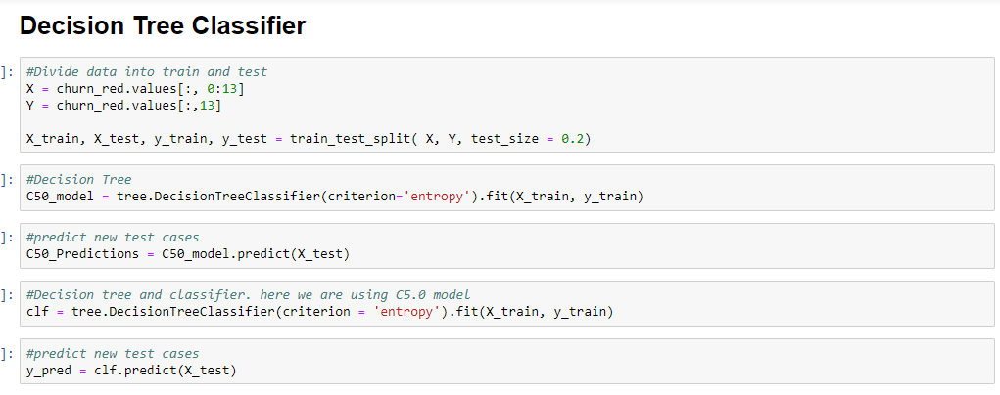 Decision Tree Classifier
]: #Divide data into train and test
X = churn_red.values[:, 0:13]
Y = churn_red.values[:,13]
X_train, X_test, y_train, y_test = train_test_split( X, Y, test_size = 0.2)
]: #Decision Tree
C50_model = tree.DecisionTreeClassifier(criterion='entropy').fit(X_train, y_train)
]: #predict new test cases
C50_Predictions = C50_model.predict(X_test)
]: #Decision tree and classifier. here we are using C5.0 model
clf = tree.DecisionTreeClassifier(criterion = 'entropy').fit(X_train, y_train)
]: #predict new test cases
y_pred = clf.predict(X_test)